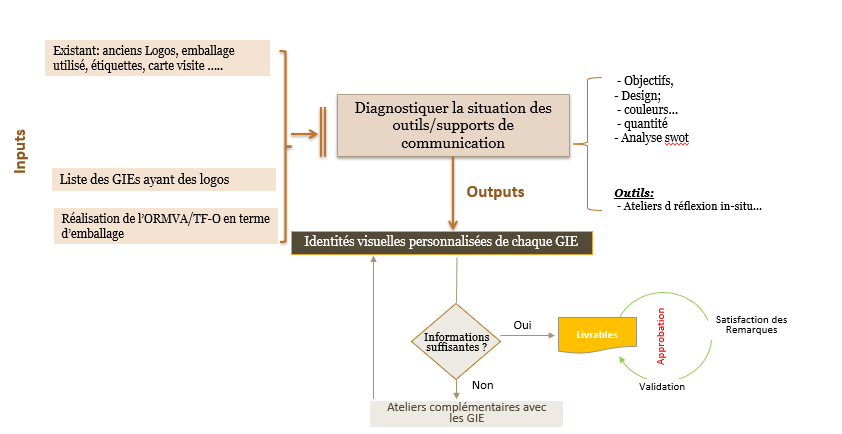 Inputs
Existant: anciens Logos, emballage
utilisé, étiquettes, carte visite …..
Liste des GIEs ayant des logos
Réalisation de l’ORMVA/TF-O en terme
d’emballage
Diagnostiquer la situation des
outils/supports de
communication
- Objectifs,
- Design;
- couleurs…
- quantité
- Analyse swot
Outils:
- Ateliers d réflexion in-situ…
Outputs
Identités visuelles personnalisées de chaque GIE
Informations
suffisantes ?
Oui
Livrables
Approbation
Satisfaction des
Remarques
Validation
Non
Ateliers complémentaires avec
les GIE